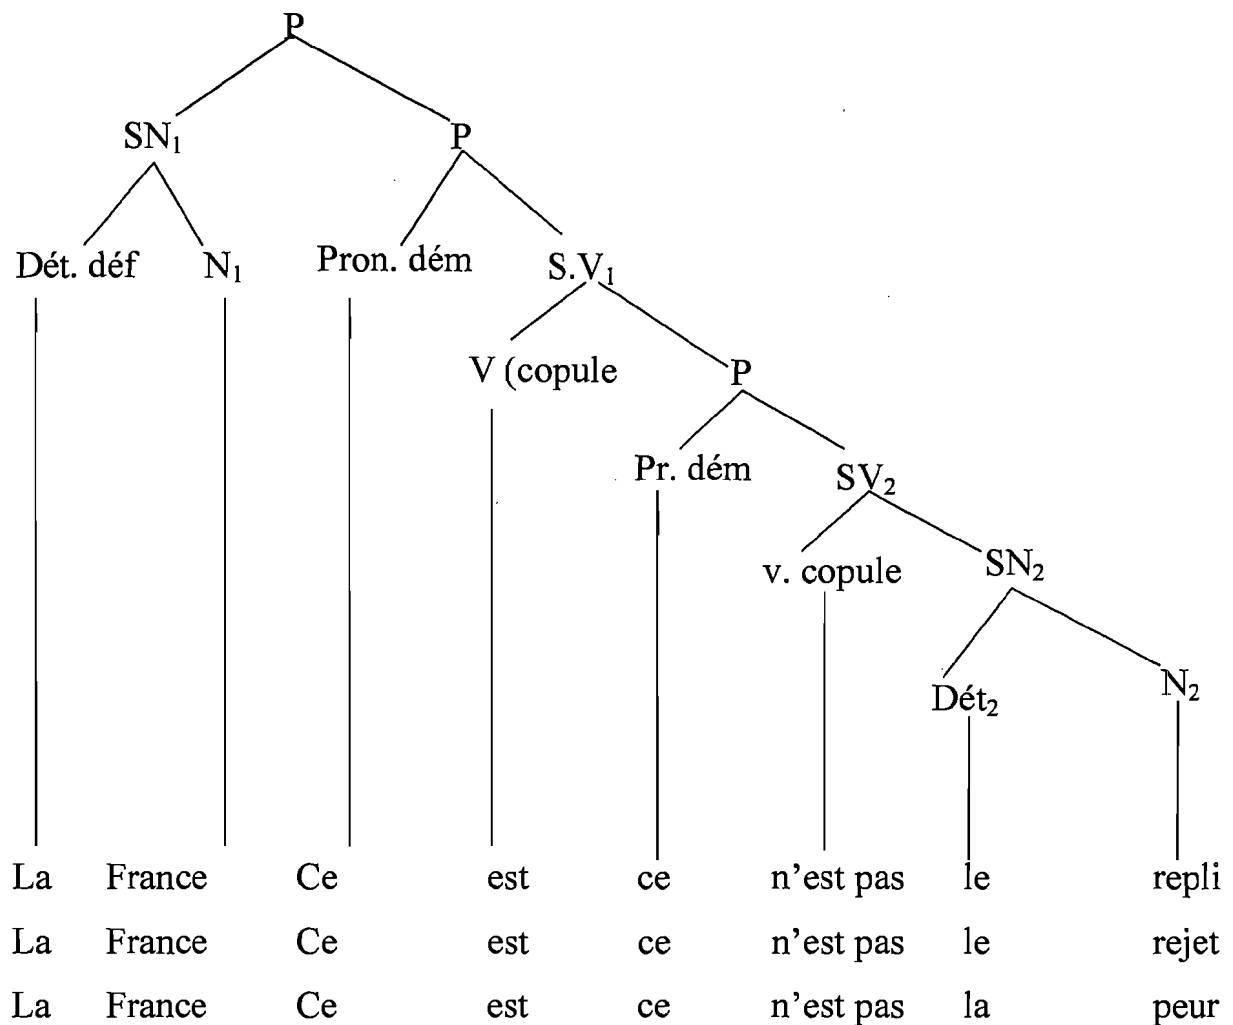 P
SN₁ P
Dét. déf N₁ Pron. dém S.V₁
V (copule P
Pr. dém SV₂
v. copule SN₂
Dét₂ N₂
La France Ce est ce n'est pas le repli
La France Ce est ce n'est pas le rejet
La France Ce est ce n'est pas la peur